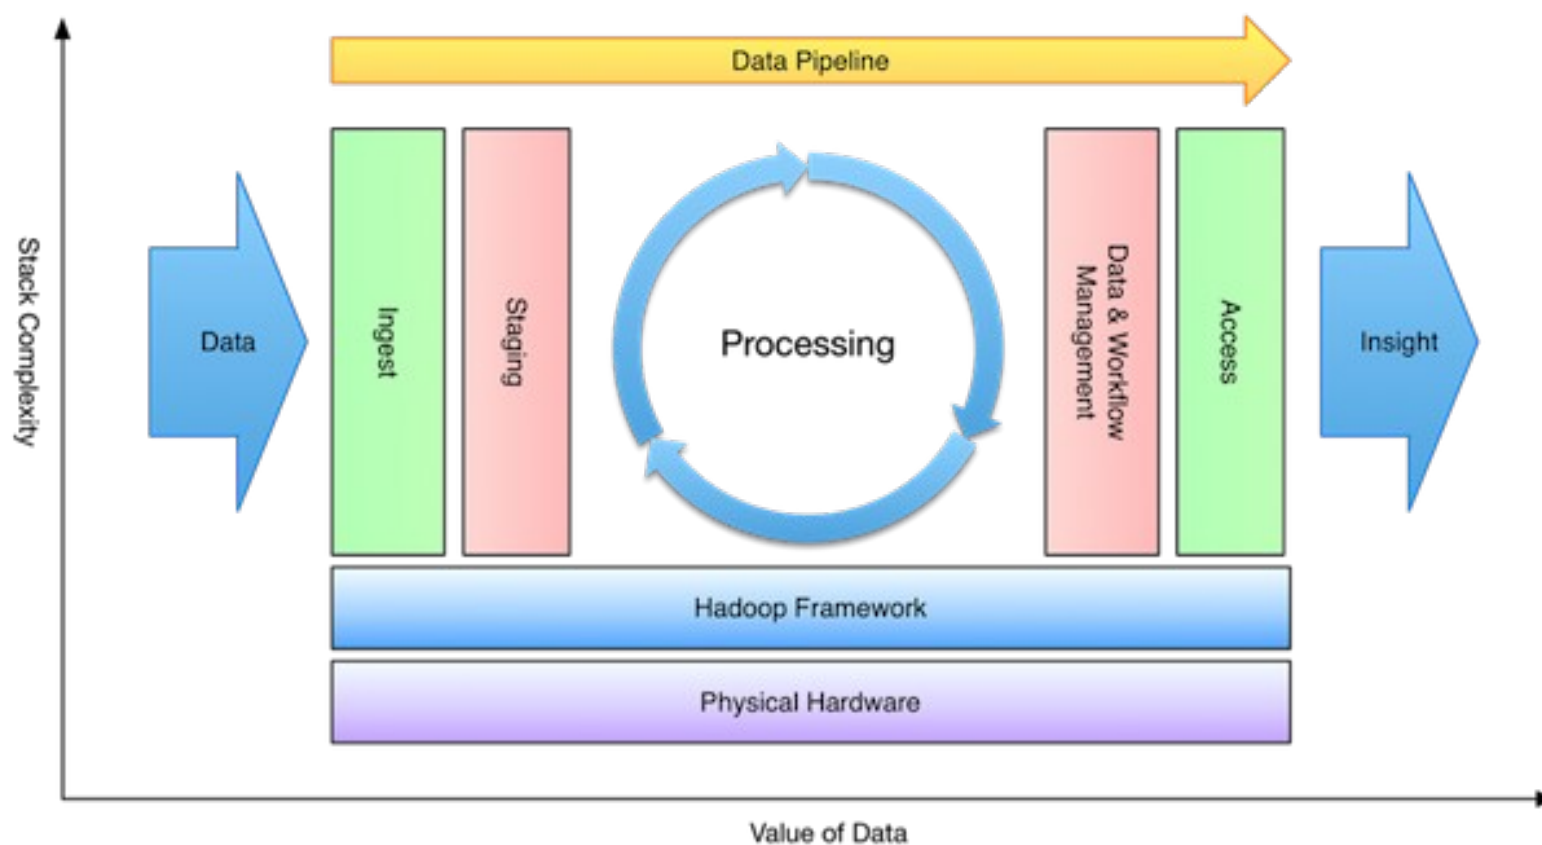 Data Pipeline
Stack Complexity
Data
Ingest
Staging
Processing
Data & Workflow
Management
Access
Insight
Hadoop Framework
Physical Hardware
Value of Data